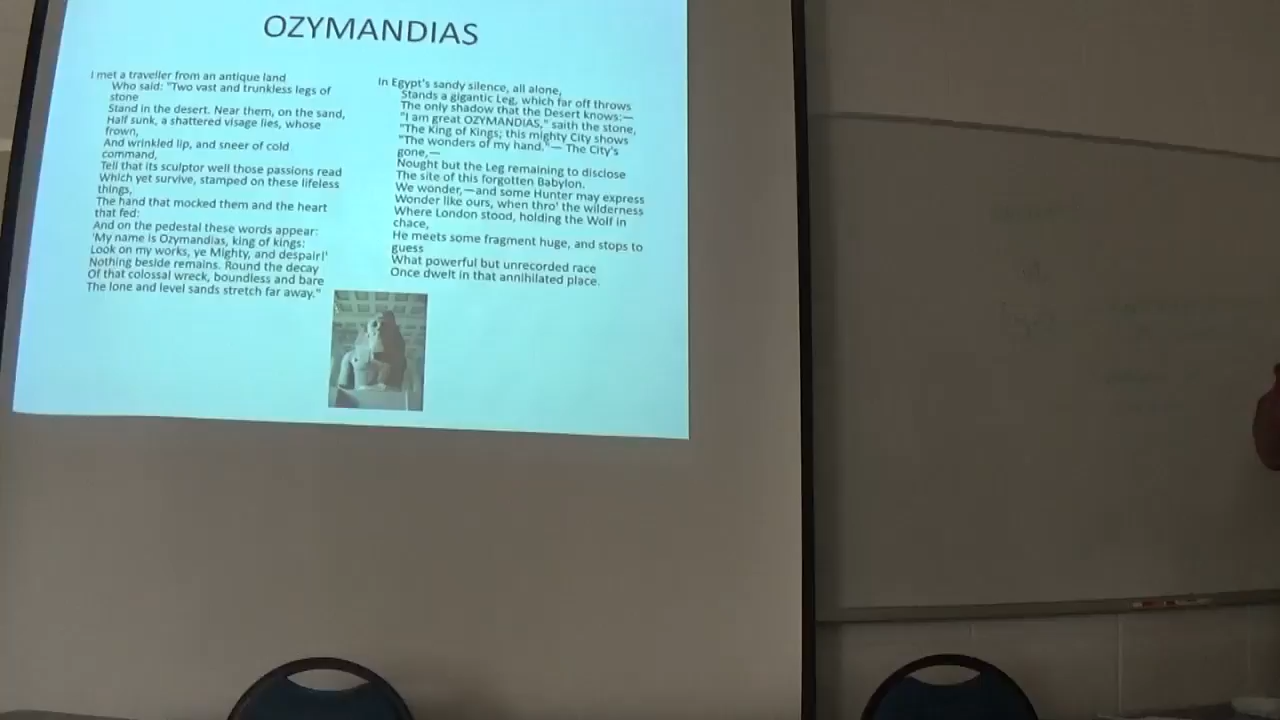 OZYMANDIAS
I met a traveller from an antique land
Who said: "Two vast and trunkless legs of
stone
Stand in the desert. Near them, on the sand,
Half sunk, a shattered visage lies, whose
frown,
And wrinkled lip, and sneer of cold
command,
Tell that its sculptor well those passions read
Which yet survive, stamped on these lifeless
things,
The hand that mocked them and the heart
that fed:
And on the pedestal these words appear:
'My name is Ozymandias, king of kings:
Look on my works, ye Mighty, and despair!'
Nothing beside remains. Round the decay
Of that colossal wreck, boundless and bare
The lone and level sands stretch far away."
In Egypt's sandy silence, all alone,
Stands a gigantic Leg, which far off throws
The only shadow that the Desert knows:—
"I am great OZYMANDIAS," saith the stone,
"The King of Kings; this mighty City shows
"The wonders of my hand."— The City's
gone,—
Nought but the Leg remaining to disclose
The site of this forgotten Babylon.
We wonder,—and some Hunter may express
Wonder like ours, when thro' the wilderness
Where London stood, holding the Wolf in
chace,
He meets some fragment huge, and stops to
guess
What powerful but unrecorded race
Once dwelt in that annihilated place.